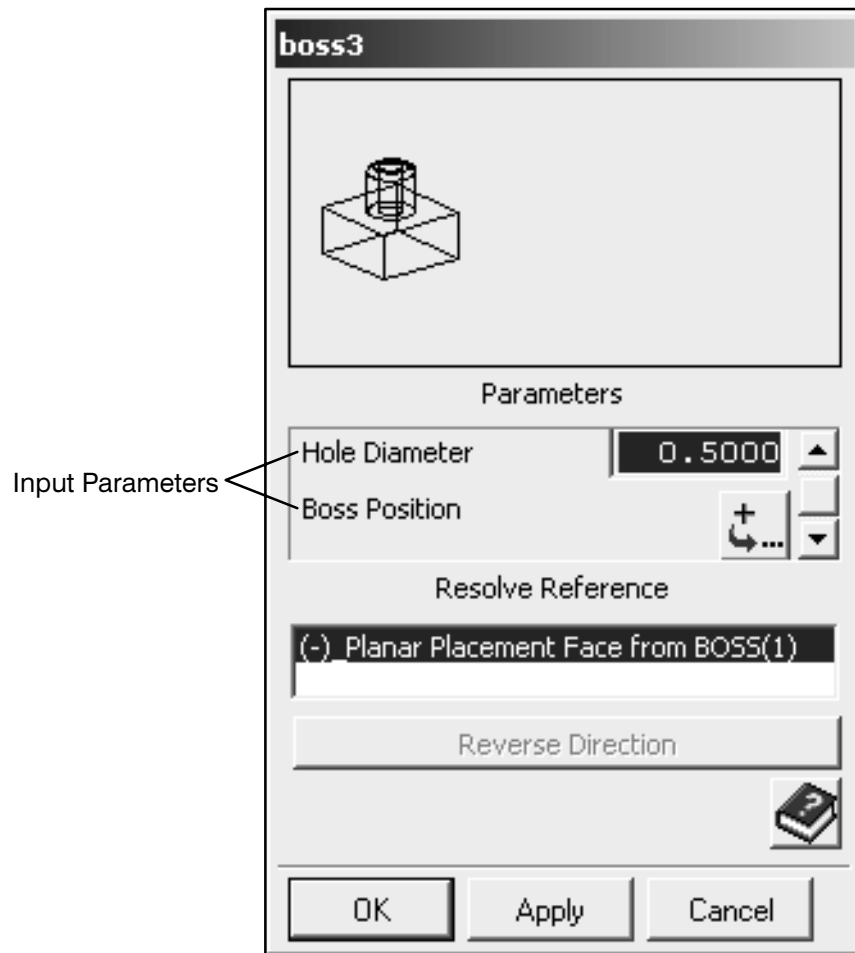 boss3
Parameters
Input Parameters
Hole Diameter 0.5000
Boss Position
+ ...
Resolve Reference
(-)_Planar Placement Face from BOSS(1)
Reverse Direction
?
OK Apply Cancel